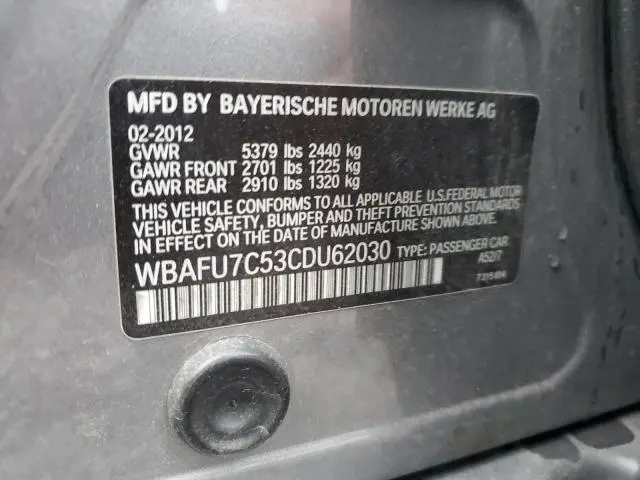 MFD BY BAYERISCHE MOTOREN WERKE AG
02-2012
GVWR 5379 lbs 2440 kg
GAWR FRONT 2701 lbs 1225 kg
GAWR REAR 2910 lbs 1320 kg
THIS VEHICLE CONFORMS TO ALL APPLICABLE U.S.FEDERAL MOTOR
VEHICLE SAFETY, BUMPER AND THEFT PREVENTION STANDARDS
IN EFFECT ON THE DATE OF MANUFACTURE SHOWN ABOVE.
WBAFU7C53CDU62030 TYPE: PASSENGER CAR
A52/7